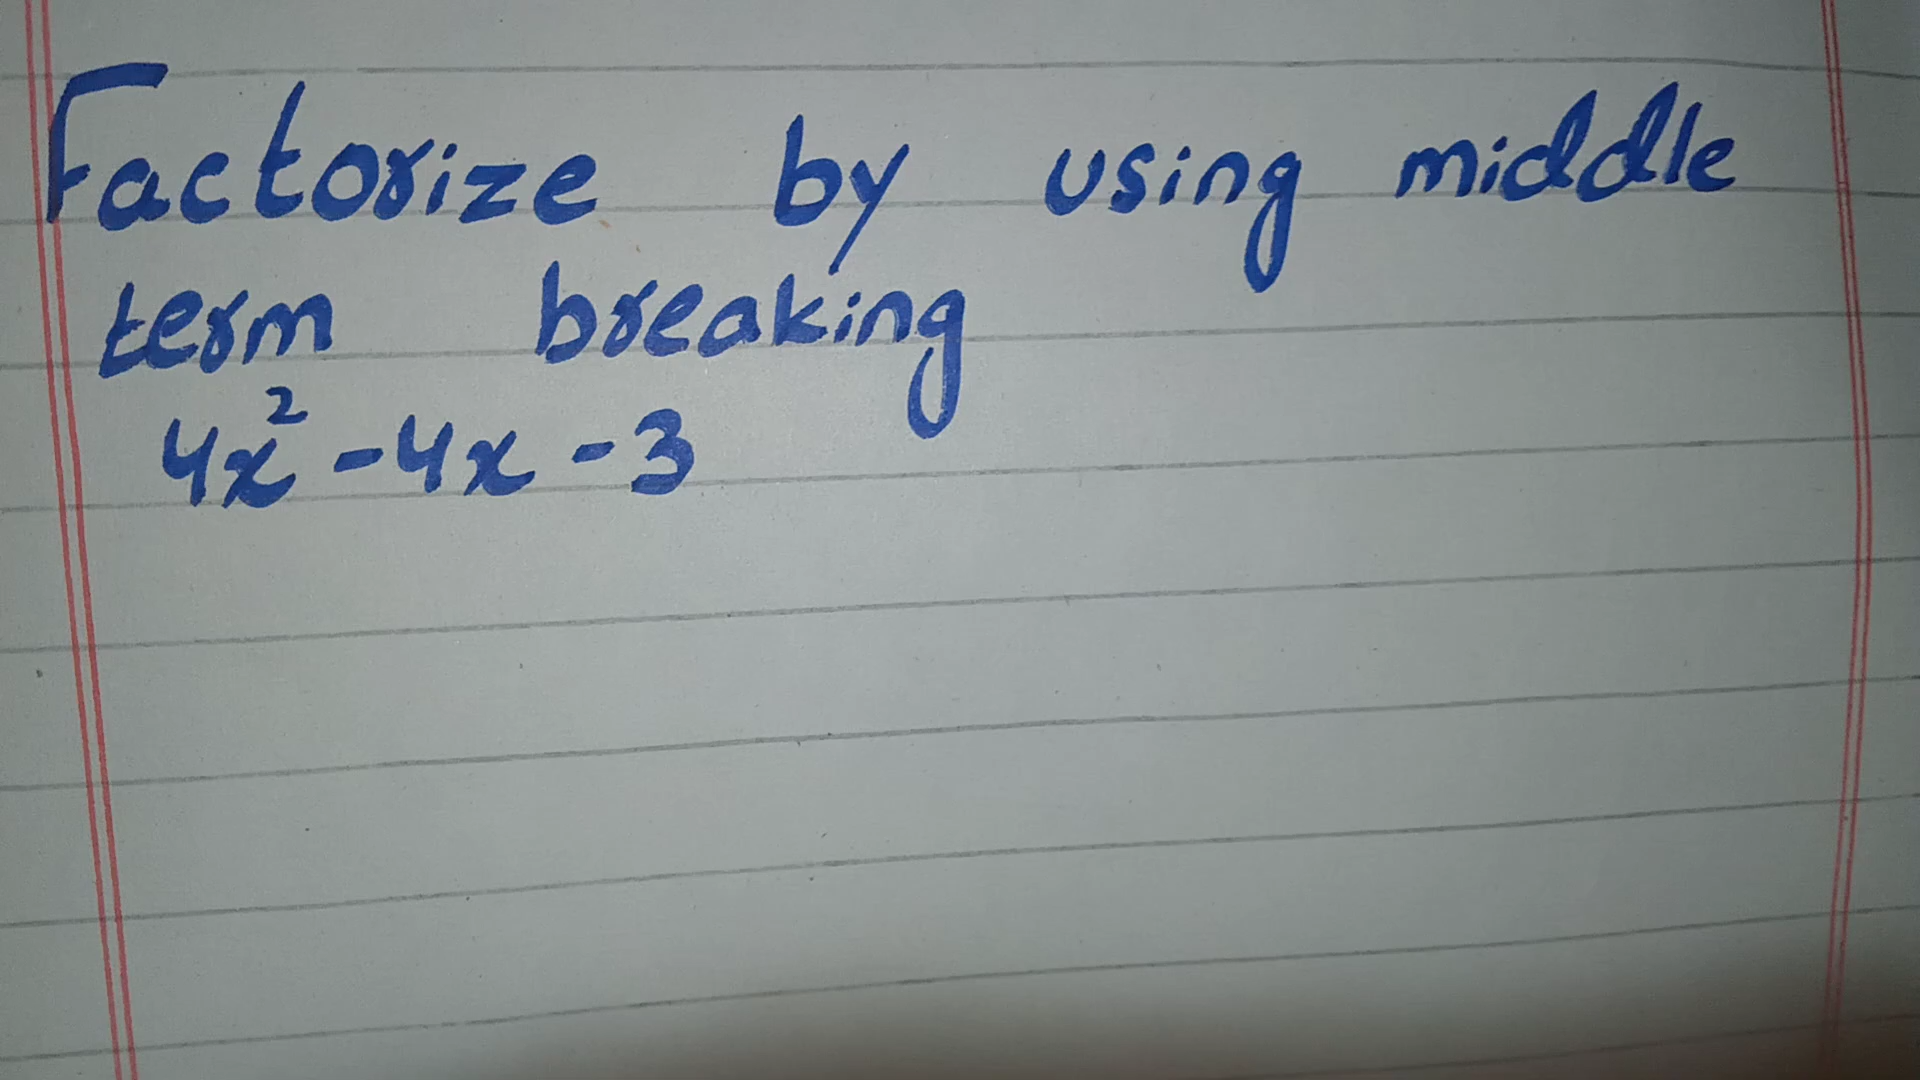 Factorize by using middle
term breaking
4x² - 4x - 3